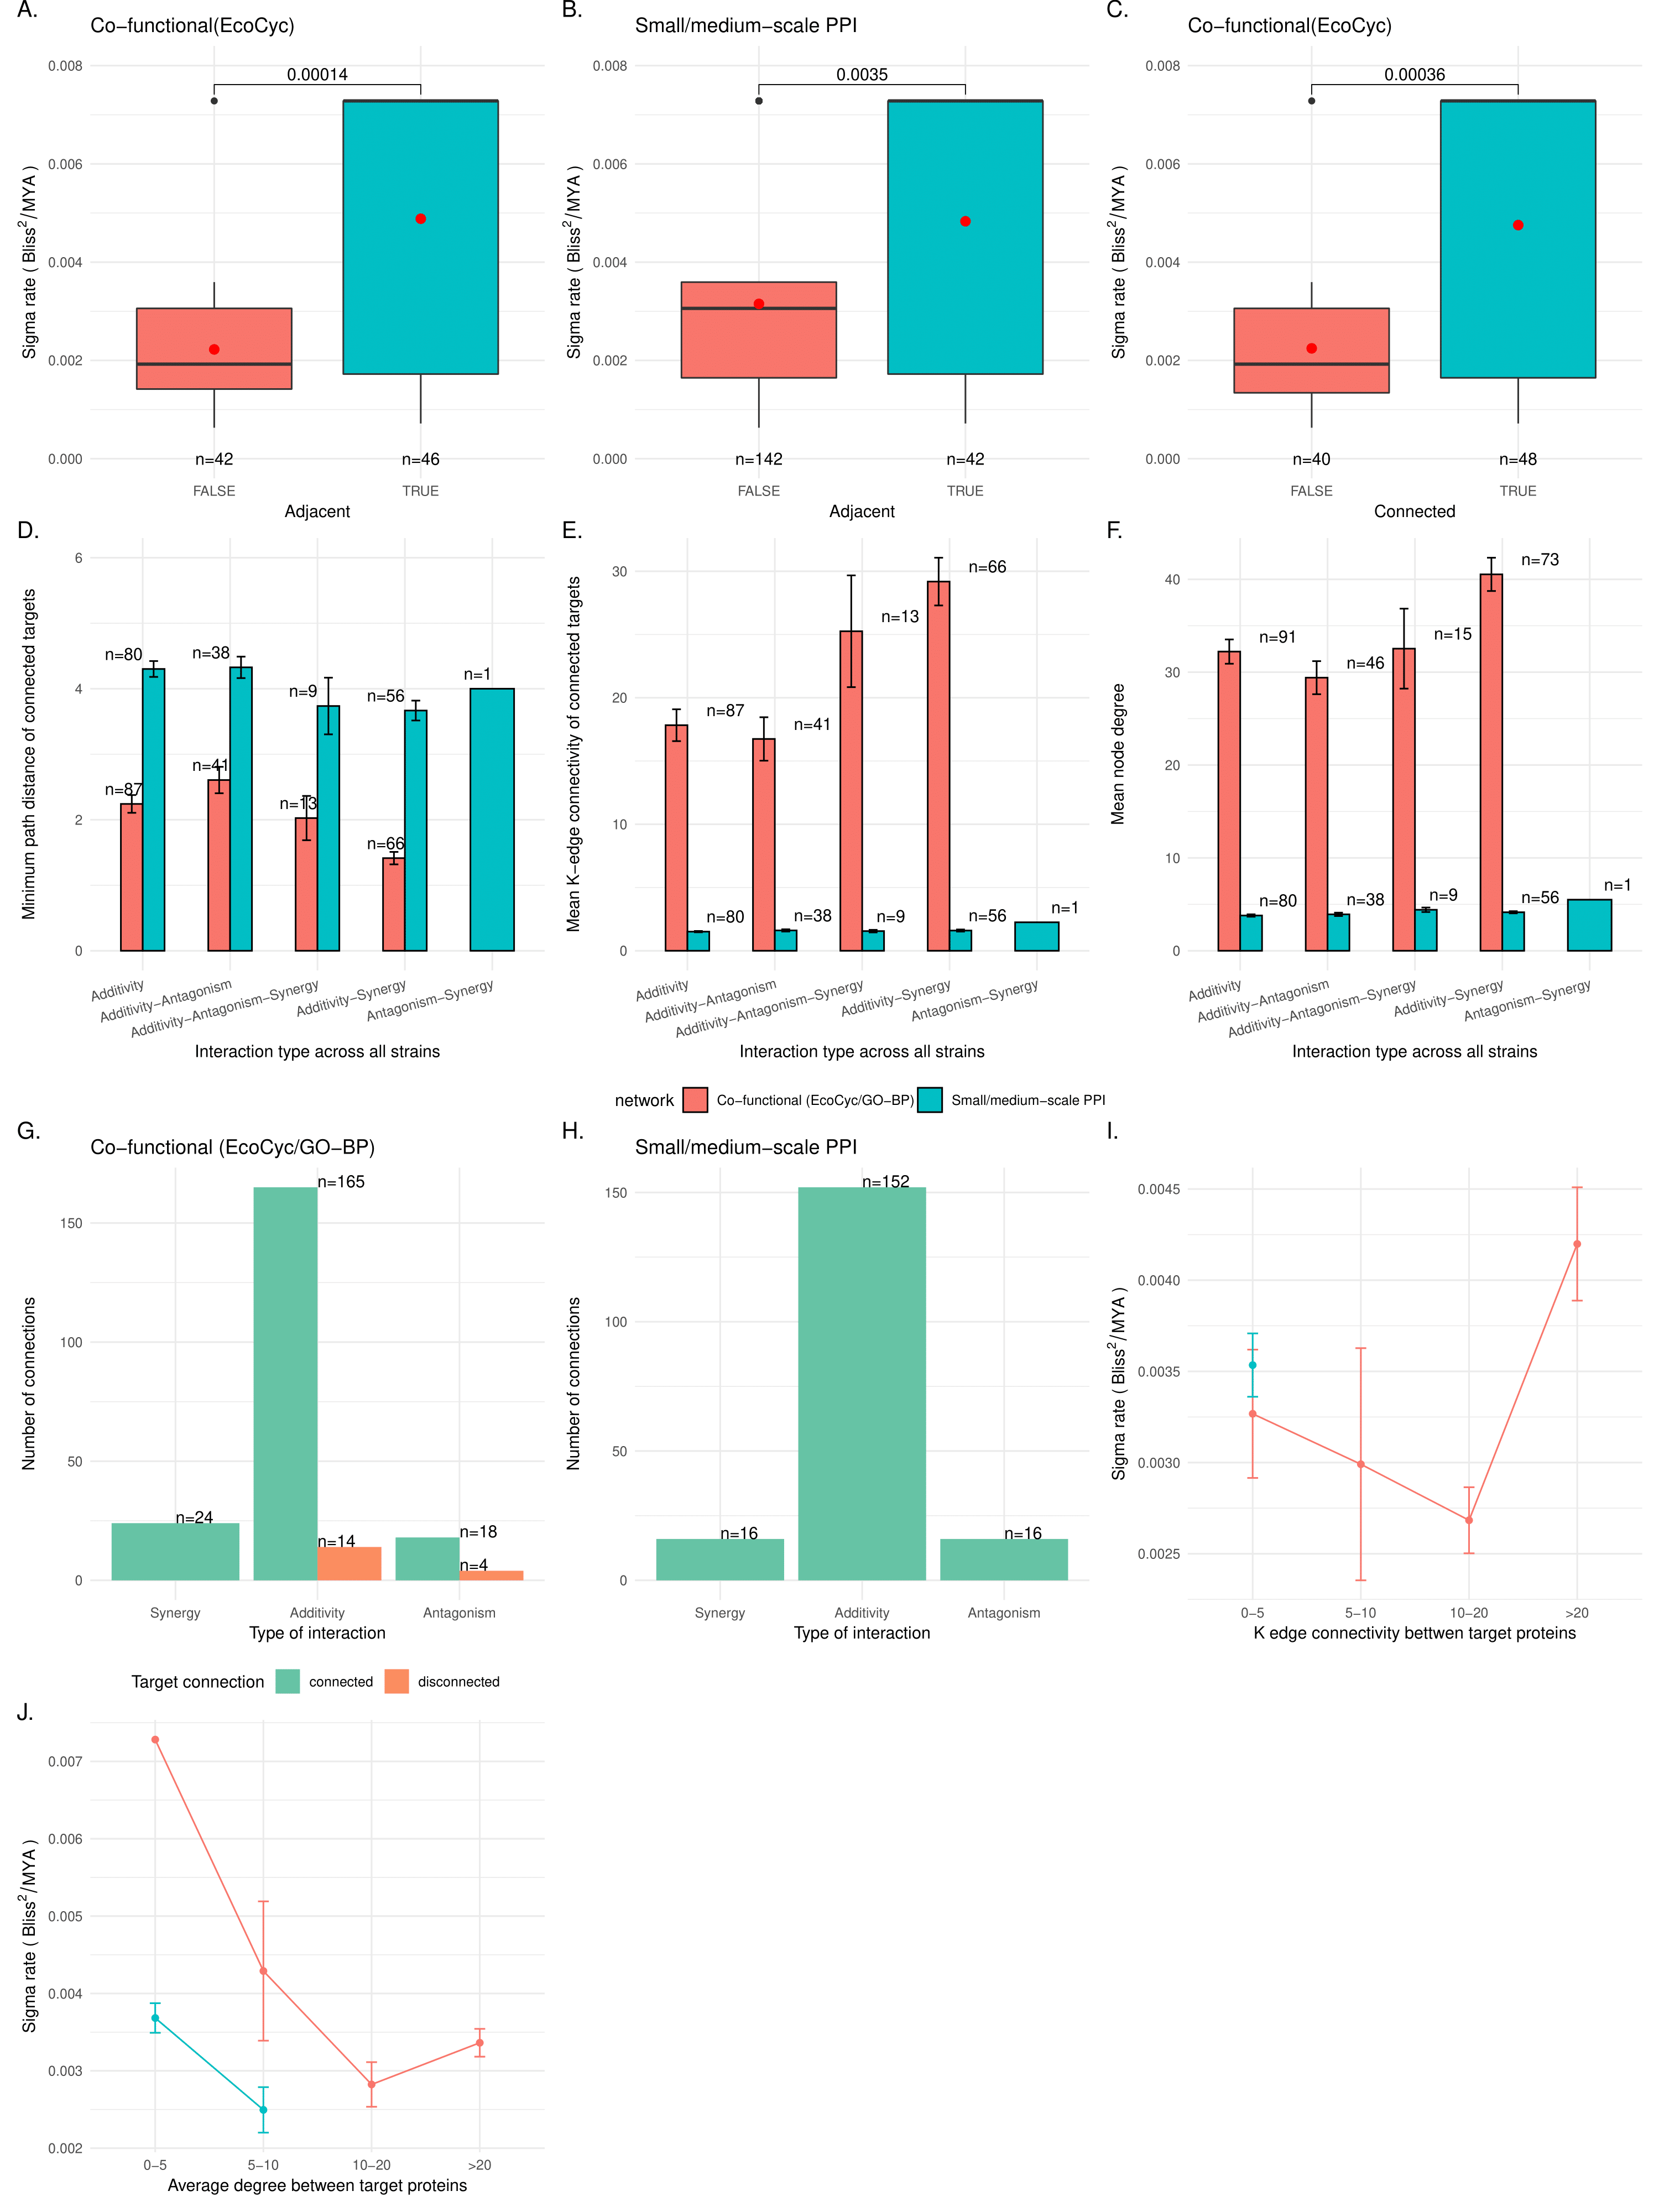 A.
Co−functional(EcoCyc)
0.008
0.006
0.004
0.002
0.000
Sigma rate ( Bliss²/MYA )
0.00014
n=42
n=46
FALSE
TRUE
Adjacent
B.
Small/medium−scale PPI
0.008
0.006
0.004
0.002
0.000
Sigma rate ( Bliss²/MYA )
0.0035
n=142
n=42
FALSE
TRUE
Adjacent
C.
Co−functional(EcoCyc)
0.008
0.006
0.004
0.002
0.000
Sigma rate ( Bliss²/MYA )
0.00036
n=40
n=48
FALSE
TRUE
Connected
D.
6
4
2
0
Minimum path distance of connected targets
n=80
n=38
n=9
n=56
n=1
n=87
n=41
n=13
n=66
Additivity
Additivity−Antagonism
Additivity−Antagonism−Synergy
Additivity−Synergy
Antagonism−Synergy
Interaction type across all strains
E.
30
20
10
0
Mean K−edge connectivity of connected targets
n=87
n=41
n=13
n=66
n=80
n=38
n=9
n=56
n=1
Additivity
Additivity−Antagonism
Additivity−Antagonism−Synergy
Additivity−Synergy
Antagonism−Synergy
Interaction type across all strains
F.
40
30
20
10
0
Mean node degree
n=91
n=46
n=15
n=73
n=80
n=38
n=9
n=56
n=1
Additivity
Additivity−Antagonism
Additivity−Antagonism−Synergy
Additivity−Synergy
Antagonism−Synergy
Interaction type across all strains
network
Co−functional (EcoCyc/GO−BP)
Small/medium−scale PPI
G.
Co−functional (EcoCyc/GO−BP)
150
100
50
0
Number of connections
n=24
n=165
n=14
n=18
n=4
Synergy
Additivity
Antagonism
Type of interaction
H.
Small/medium−scale PPI
150
100
50
0
Number of connections
n=16
n=152
n=16
Synergy
Additivity
Antagonism
Type of interaction
I.
0.0045
0.0040
0.0035
0.0030
0.0025
Sigma rate ( Bliss²/MYA )
0−5
5−10
10−20
>20
K edge connectivity bettwen target proteins
Target connection
connected
disconnected
J.
0.007
0.006
0.005
0.004
0.003
0.002
Sigma rate ( Bliss²/MYA )
0−5
5−10
10−20
>20
Average degree between target proteins